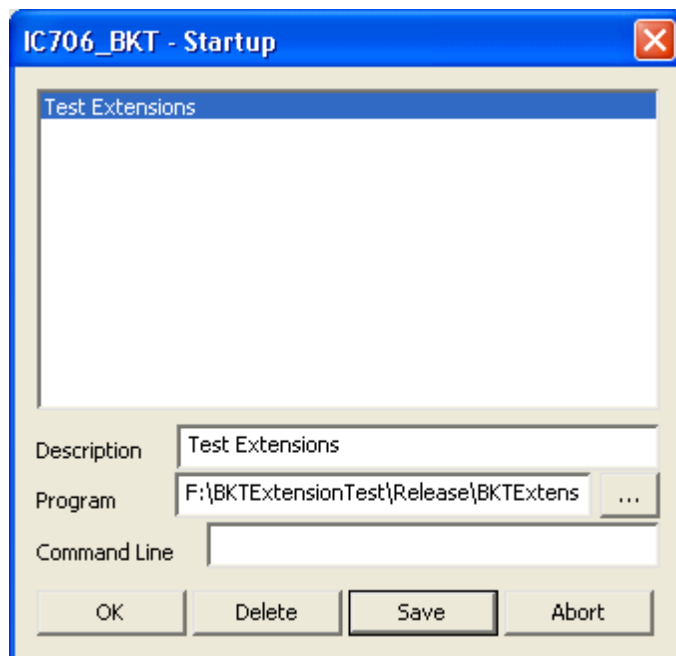 IC706_BKT - Startup
Test Extensions
Description Test Extensions
Program F:\BKTExtensionTest\Release\BKTExtens ...
Command Line
OK Delete Save Abort